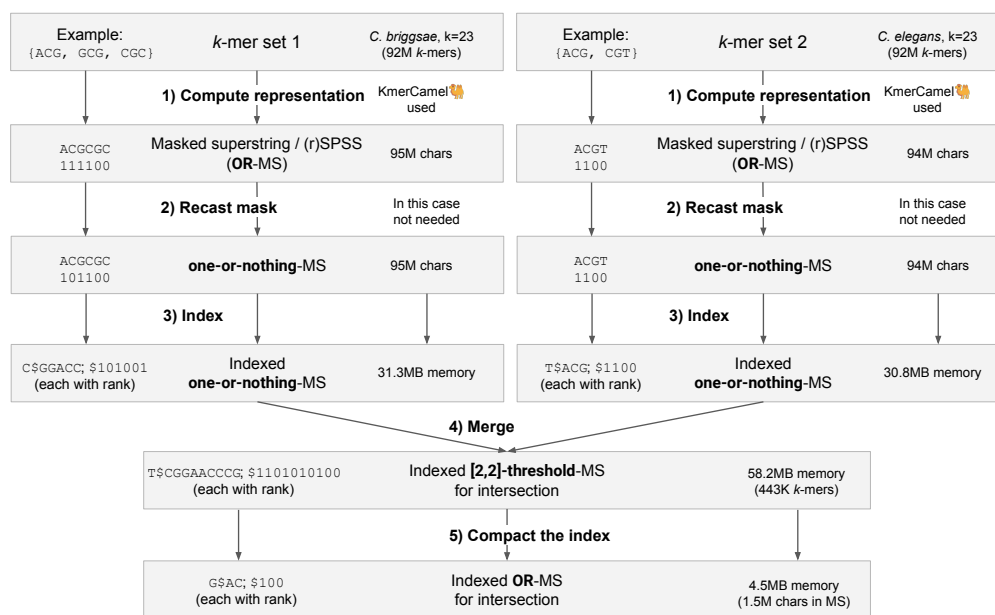 Example:
{ACG, GCG, CGC}
k-mer set 1
C. briggsae, k=23
(92M k-mers)
Example:
{ACG, CGT}
k-mer set 2
C. elegans, k=23
(92M k-mers)
1) Compute representation
KmerCamel🐫
used
1) Compute representation
KmerCamel🐫
used
ACGCGC
111100
Masked superstring / (r)SPSS
(OR-MS)
95M chars
ACGT
1100
Masked superstring / (r)SPSS
(OR-MS)
94M chars
2) Recast mask
In this case
not needed
2) Recast mask
In this case
not needed
ACGCGC
101100
one-or-nothing-MS
95M chars
ACGT
1100
one-or-nothing-MS
94M chars
3) Index
3) Index
C$GGACC; $101001
(each with rank)
Indexed
one-or-nothing-MS
31.3MB memory
T$ACG; $1100
(each with rank)
Indexed
one-or-nothing-MS
30.8MB memory
4) Merge
T$CGGAACCCG; $1101010100
(each with rank)
Indexed [2,2]-threshold-MS
for intersection
58.2MB memory
(443K k-mers)
5) Compact the index
G$AC; $100
(each with rank)
Indexed OR-MS
for intersection
4.5MB memory
(1.5M chars in MS)